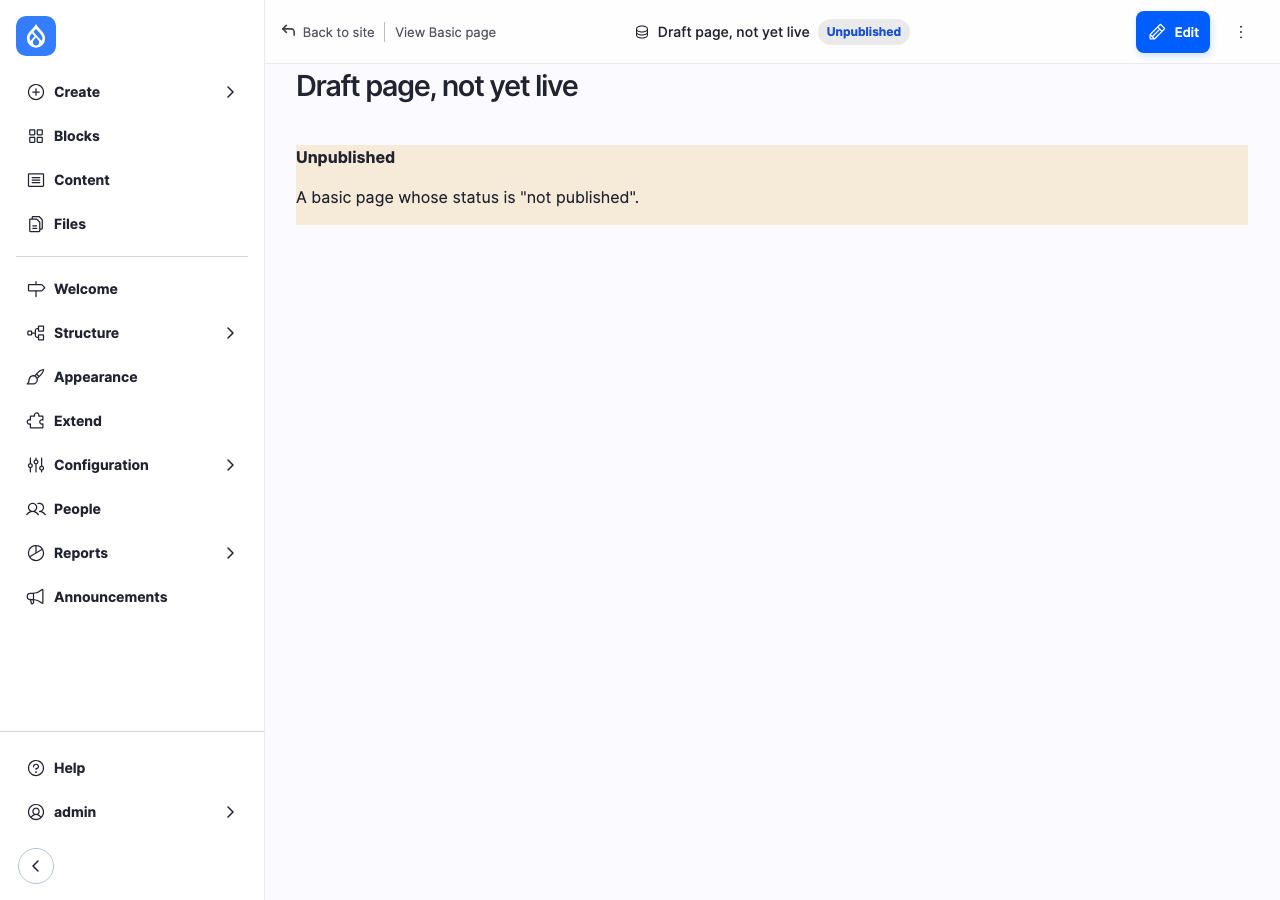 Create
Blocks
Content
Files
Welcome
Structure
Appearance
Extend
Configuration
People
Reports
Announcements
Help
admin
Back to site
View Basic page
Draft page, not yet live
Unpublished
Edit
Draft page, not yet live
Unpublished
A basic page whose status is "not published".